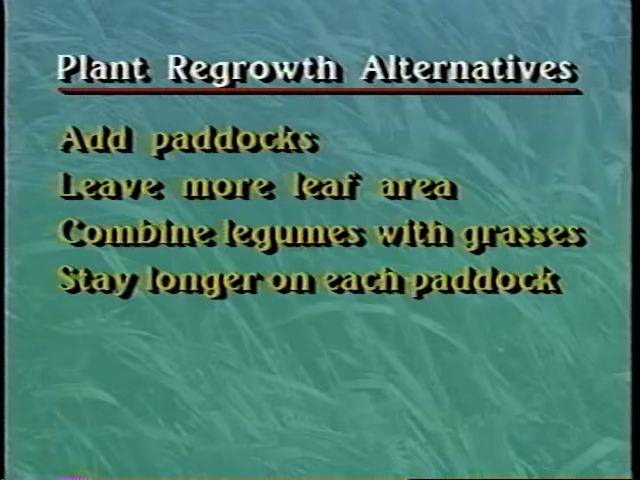 Plant Regrowth Alternatives
Add paddocks
Leave more leaf area
Combine legumes with grasses
Stay longer on each paddock